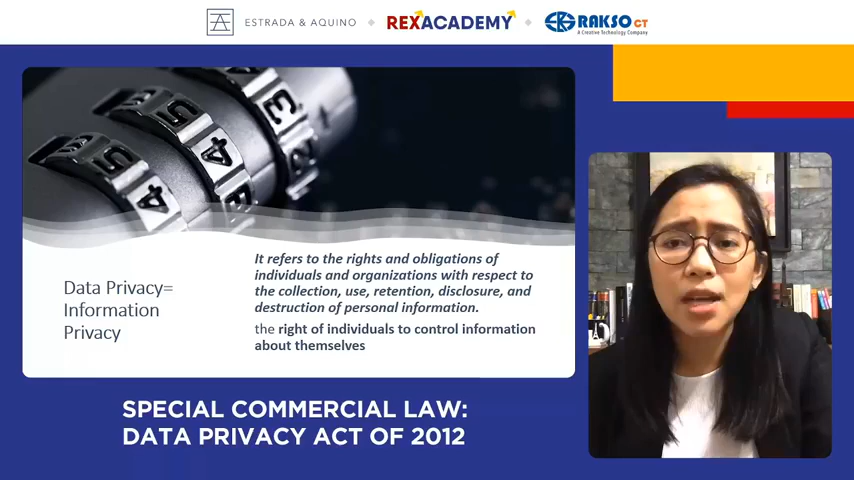 ESTRADA & AQUINO
REXACADEMY
RAKSO CT
A Creative Technology Company
Data Privacy=
Information
Privacy
It refers to the rights and obligations of
individuals and organizations with respect to
the collection, use, retention, disclosure, and
destruction of personal information.
the right of individuals to control information
about themselves
SPECIAL COMMERCIAL LAW:
DATA PRIVACY ACT OF 2012